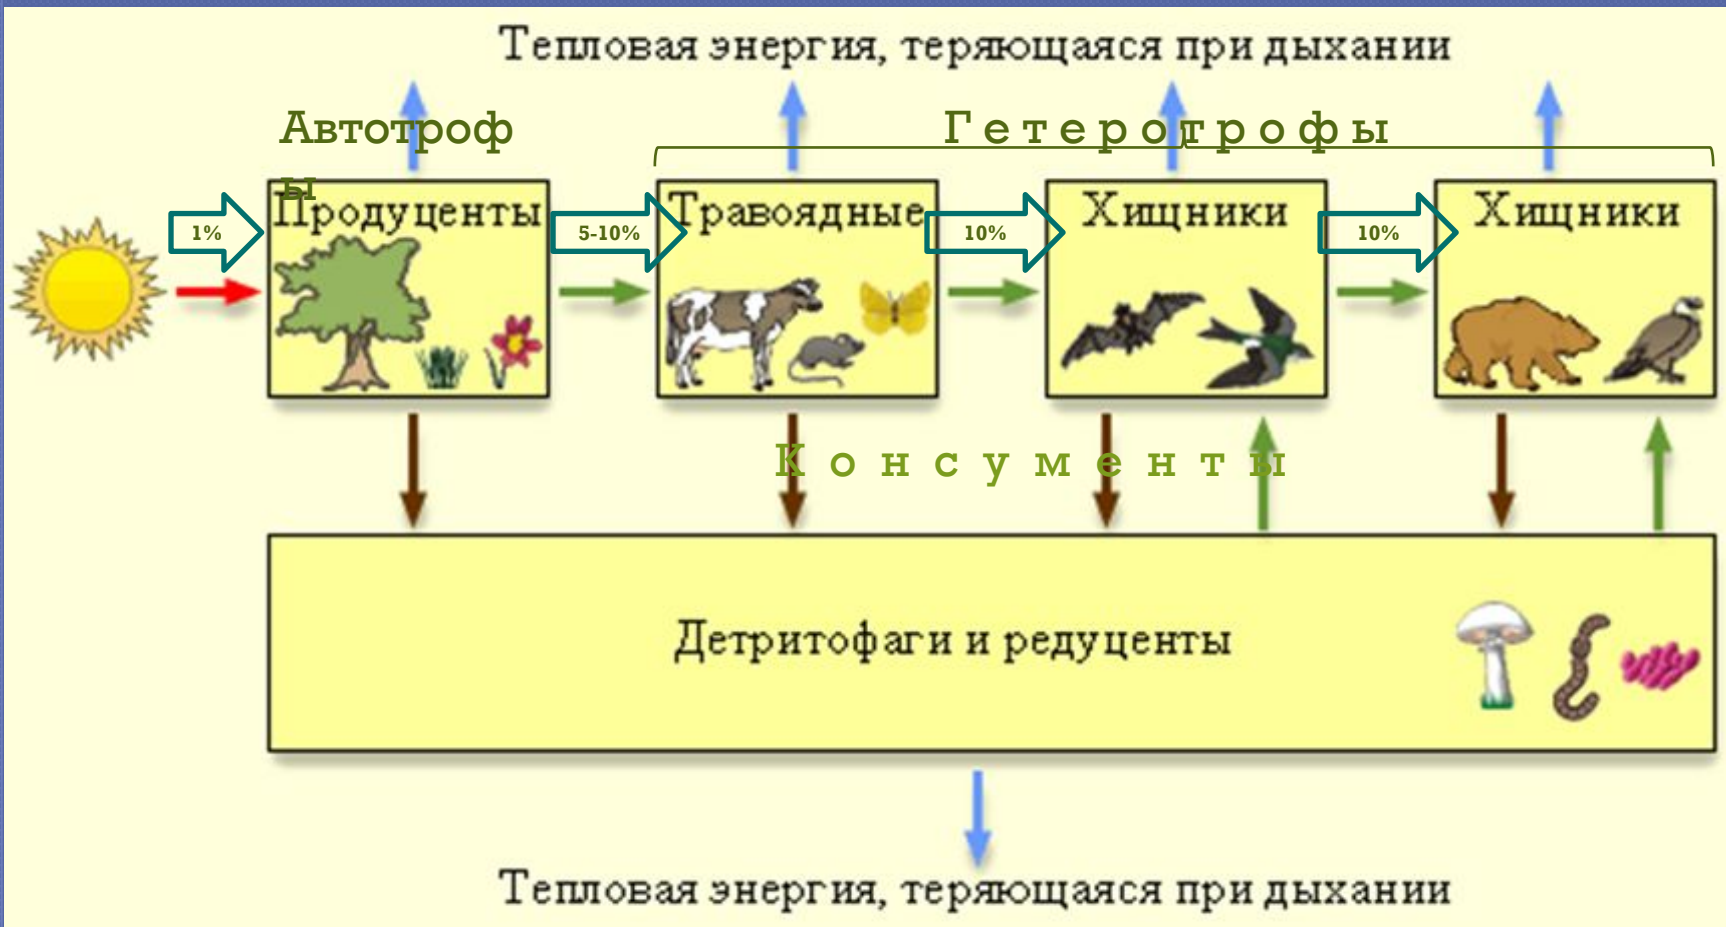 Тепловая энергия, теряющаяся при дыхании
Автотроф
ы
Гетеротрофы
Продуценты
Травоядные
Хищники
Хищники
1%
5-10%
10%
10%
Консументы
Детритофаги и редуценты
Тепловая энергия, теряющаяся при дыхании